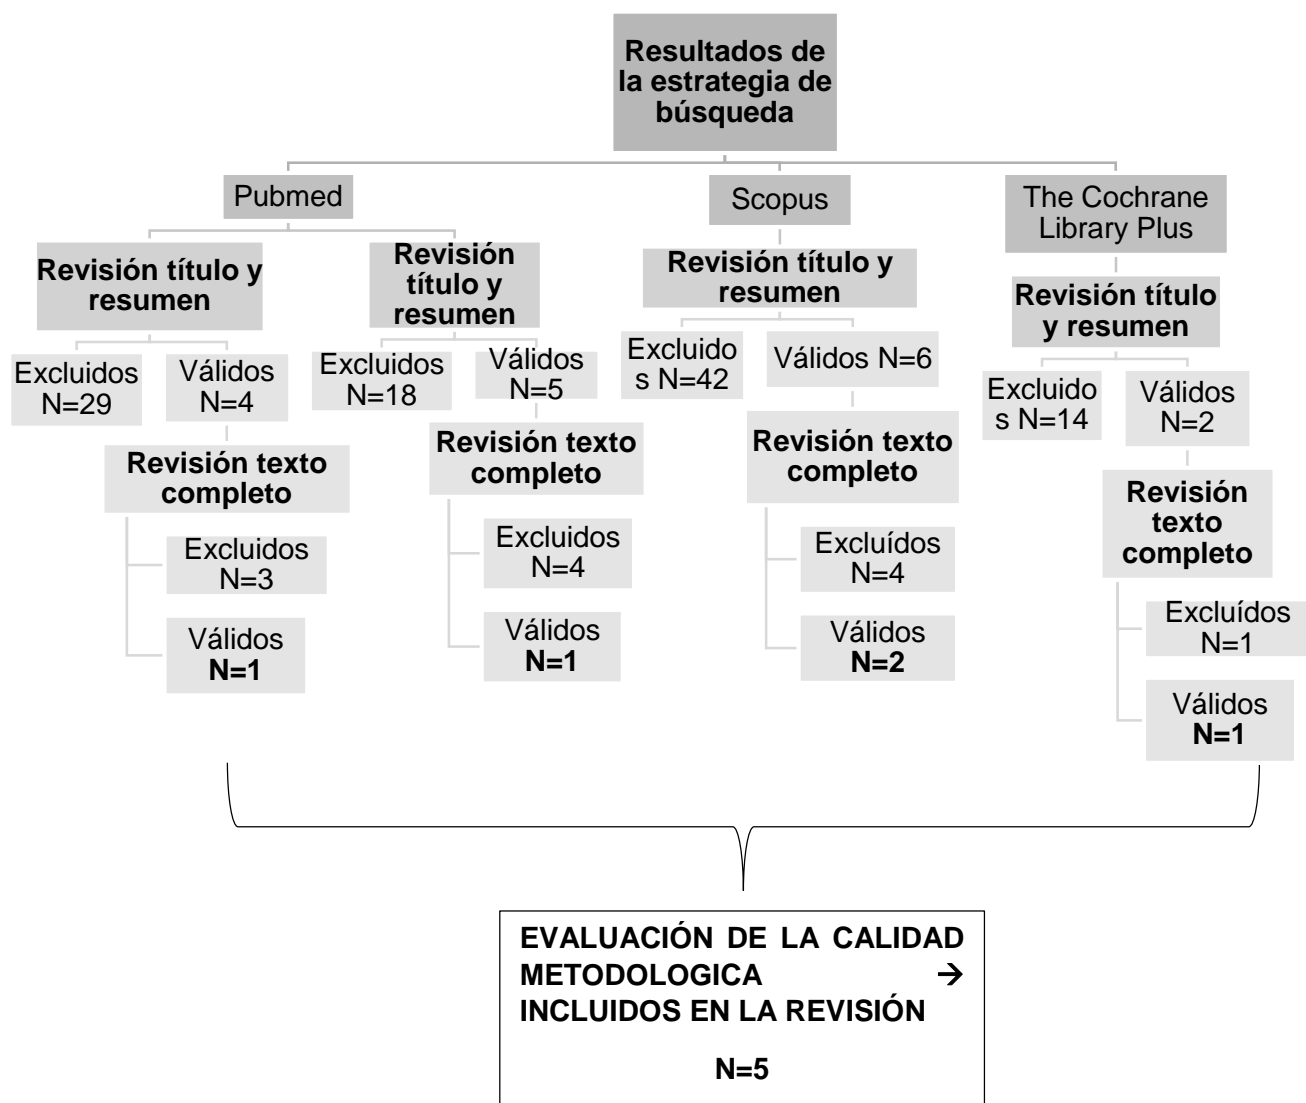 Resultados de
la estrategia de
búsqueda
Pubmed
Scopus
The Cochrane
Library Plus
Revisión título y
resumen
Revisión
título y
resumen
Revisión título y
resumen
Revisión título
y resumen
Excluidos
N=29
Válidos
N=4
Excluidos
N=18
Válidos
N=5
Excluido
s N=42
Válidos N=6
Excluido
s N=14
Válidos
N=2
Revisión texto
completo
Revisión texto
completo
Revisión texto
completo
Revisión
texto
completo
Excluidos
N=3
Válidos
N=1
Excluidos
N=4
Válidos
N=1
Excluídos
N=4
Válidos
N=2
Excluídos
N=1
Válidos
N=1
EVALUACIÓN DE LA CALIDAD
METODOLOGICA →
INCLUIDOS EN LA REVISIÓN
N=5